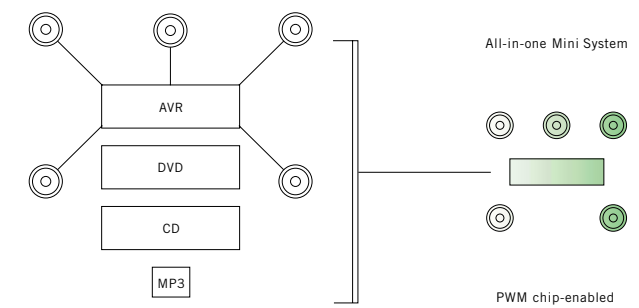 All-in-one Mini System
AVR
DVD
CD
MP3
PWM chip-enabled